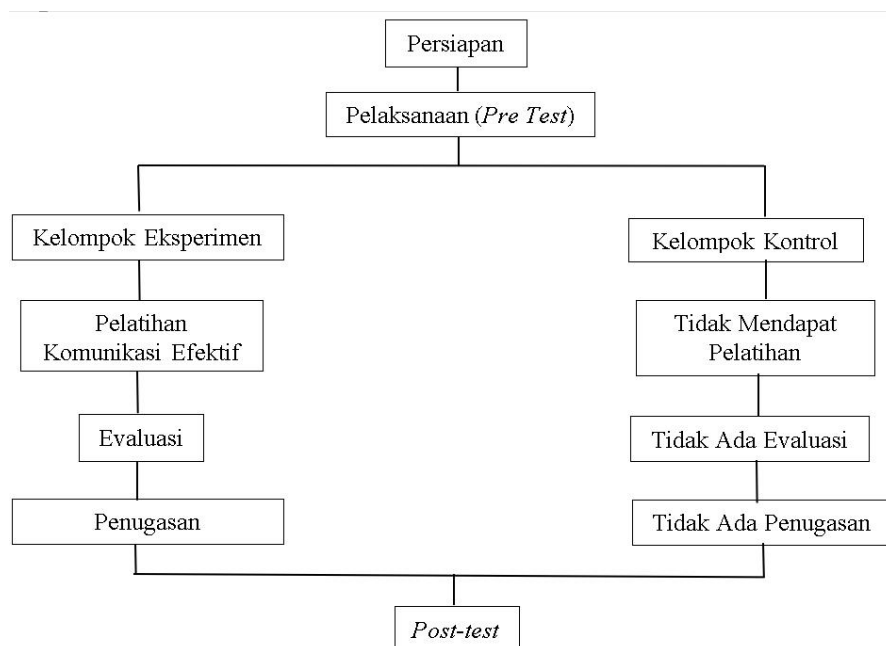 Persiapan
Pelaksanaan (Pre Test)
Kelompok Eksperimen
Kelompok Kontrol
Pelatihan
Komunikasi Efektif
Tidak Mendapat
Pelatihan
Evaluasi
Tidak Ada Evaluasi
Penugasan
Tidak Ada Penugasan
Post-test